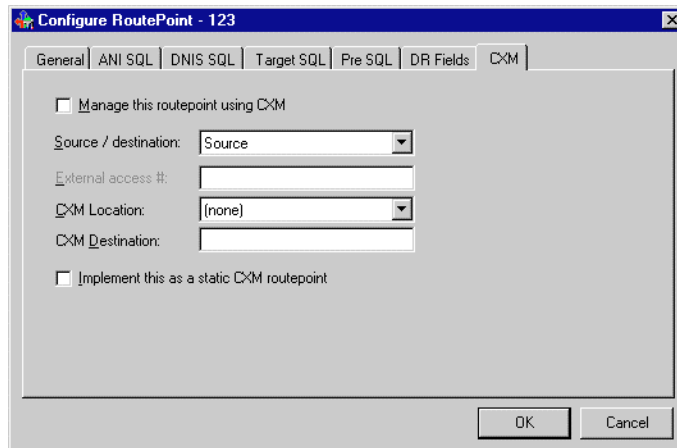 Configure RoutePoint - 123
General ANI SQL DNIS SQL Target SQL Pre SQL DR Fields CXM
Manage this routepoint using CXM
Source / destination: Source
External access #:
CXM Location: (none)
CXM Destination:
Implement this as a static CXM routepoint
OK Cancel